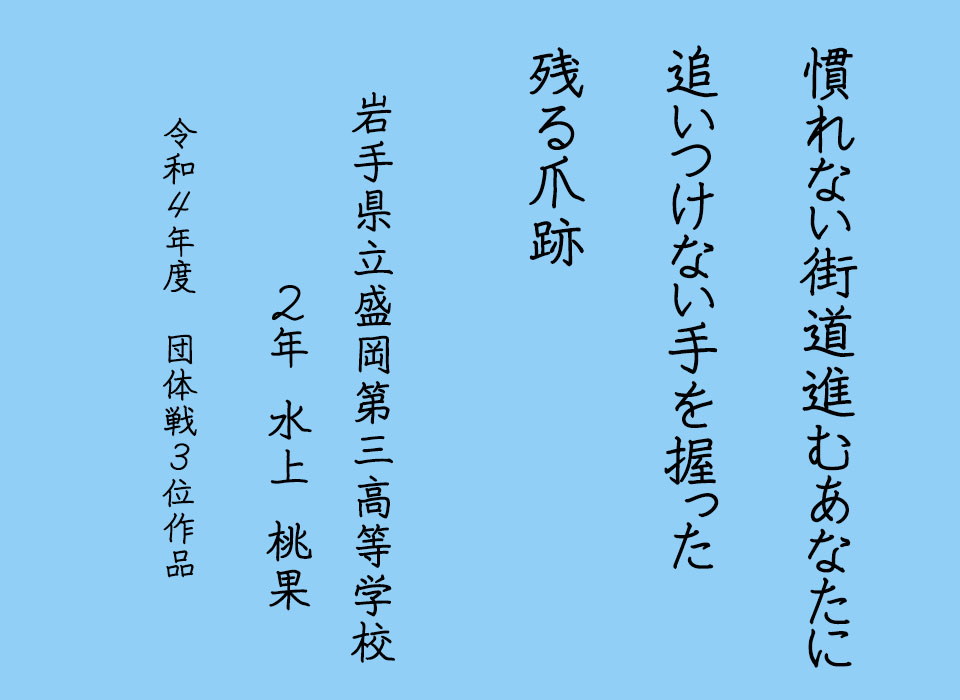 慣れない街道進むあなたに
追いつけない手を握った
残る爪跡
岩手県立盛岡第三高等学校
2年 水上 桃果
令和4年度 団体戦3位作品